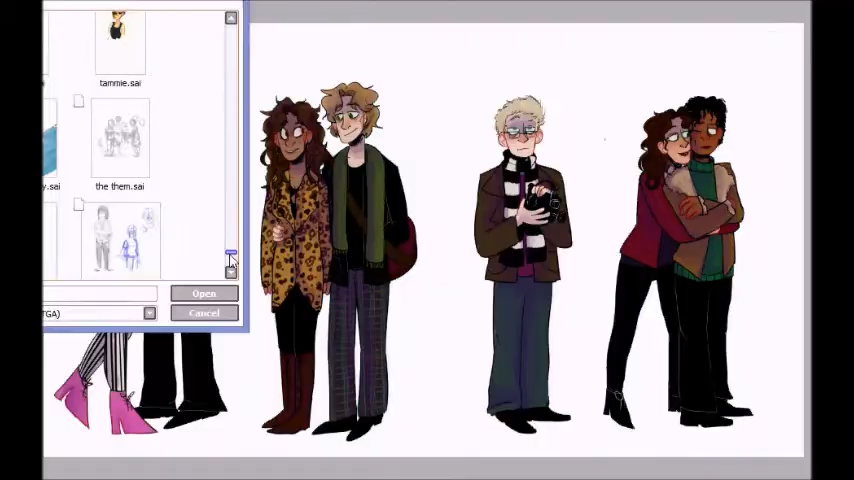 tammie.sai
y.sai
the them.sai
Open
TGA)
Cancel